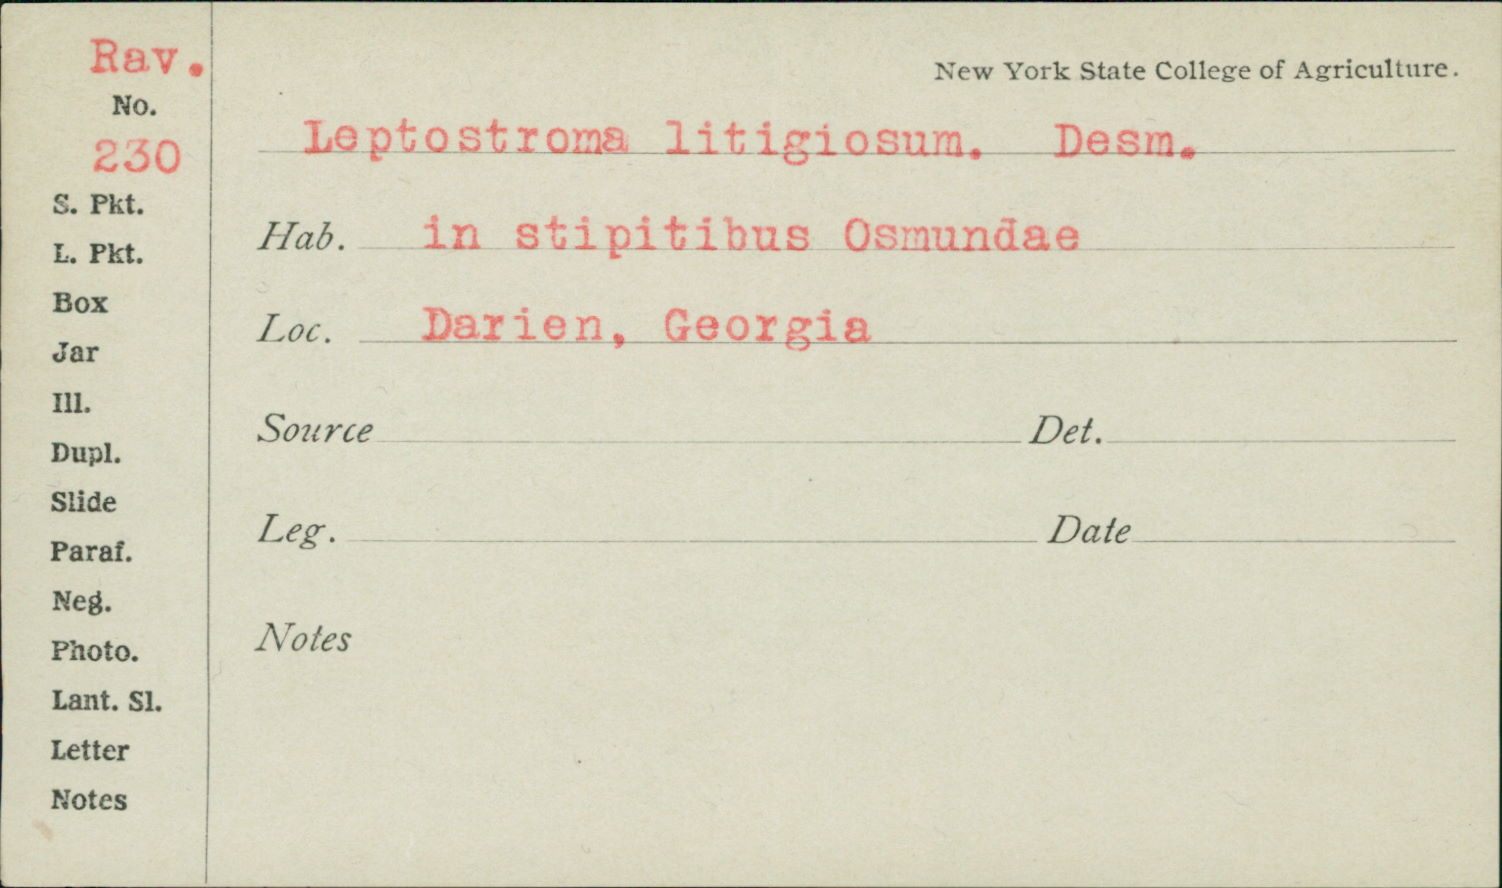 Rav.
No.
230
S. Pkt.
L. Pkt.
Box
Jar
Ill.
Dupl.
Slide
Paraf.
Neg.
Photo.
Lant. Sl.
Letter
Notes
New York State College of Agriculture.
Leptostroma litigiosum. Desm.
Hab. in stipitibus Osmundae
Loc. Darien, Georgia
Source Det.
Leg. Date
Notes